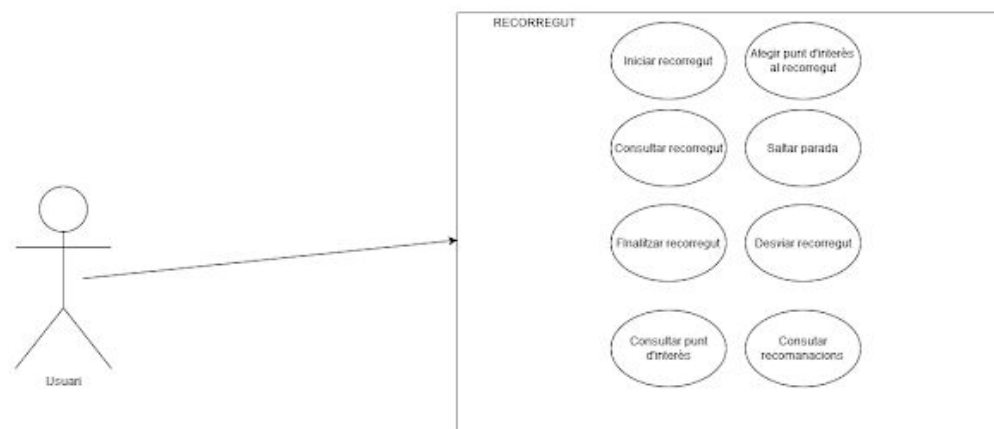 RECORREGUT
Iniciar recorregut
Afegir punt d'interès
al recorregut
Consultar recorregut
Saltar parada
FInalitzar recorregut
Desviar recorregut
Consultar punt
d'interès
Consutar
recomanacions
Usuari